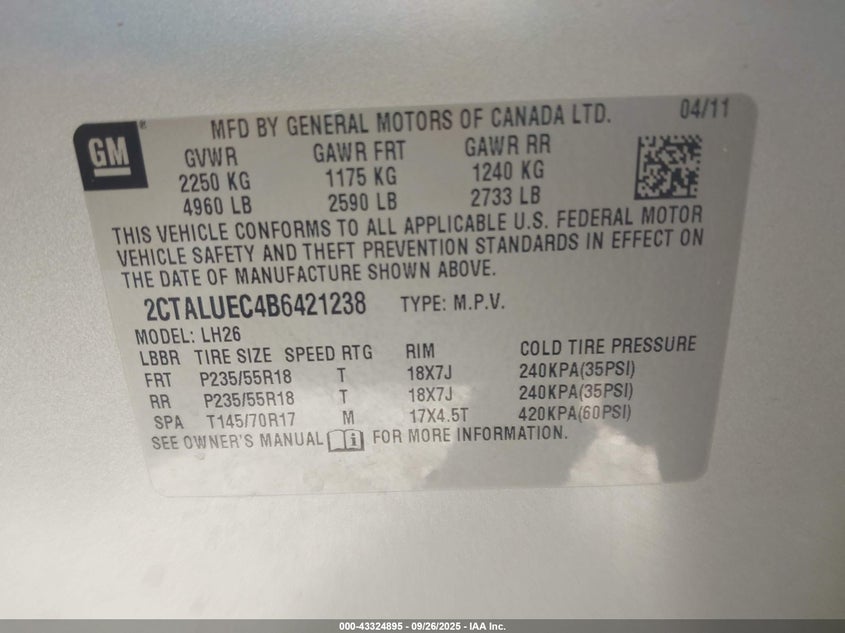 GM ®
MFD BY GENERAL MOTORS OF CANADA LTD. 04/11
GVWR GAWR FRT GAWR RR
2250 KG 1175 KG 1240 KG
4960 LB 2590 LB 2733 LB
THIS VEHICLE CONFORMS TO ALL APPLICABLE U.S. FEDERAL MOTOR
VEHICLE SAFETY AND THEFT PREVENTION STANDARDS IN EFFECT ON
THE DATE OF MANUFACTURE SHOWN ABOVE.
2CTALUEC4B6421238 TYPE: M.P.V.
MODEL: LH26
LBBR TIRE SIZE SPEED RTG RIM COLD TIRE PRESSURE
FRT P235/55R18 T 18X7J 240KPA(35PSI)
RR P235/55R18 T 18X7J 240KPA(35PSI)
SPA T145/70R17 M 17X4.5T 420KPA(60PSI)
SEE OWNER'S MANUAL i FOR MORE INFORMATION.
000-43324895 - 09/26/2025 - IAA Inc.